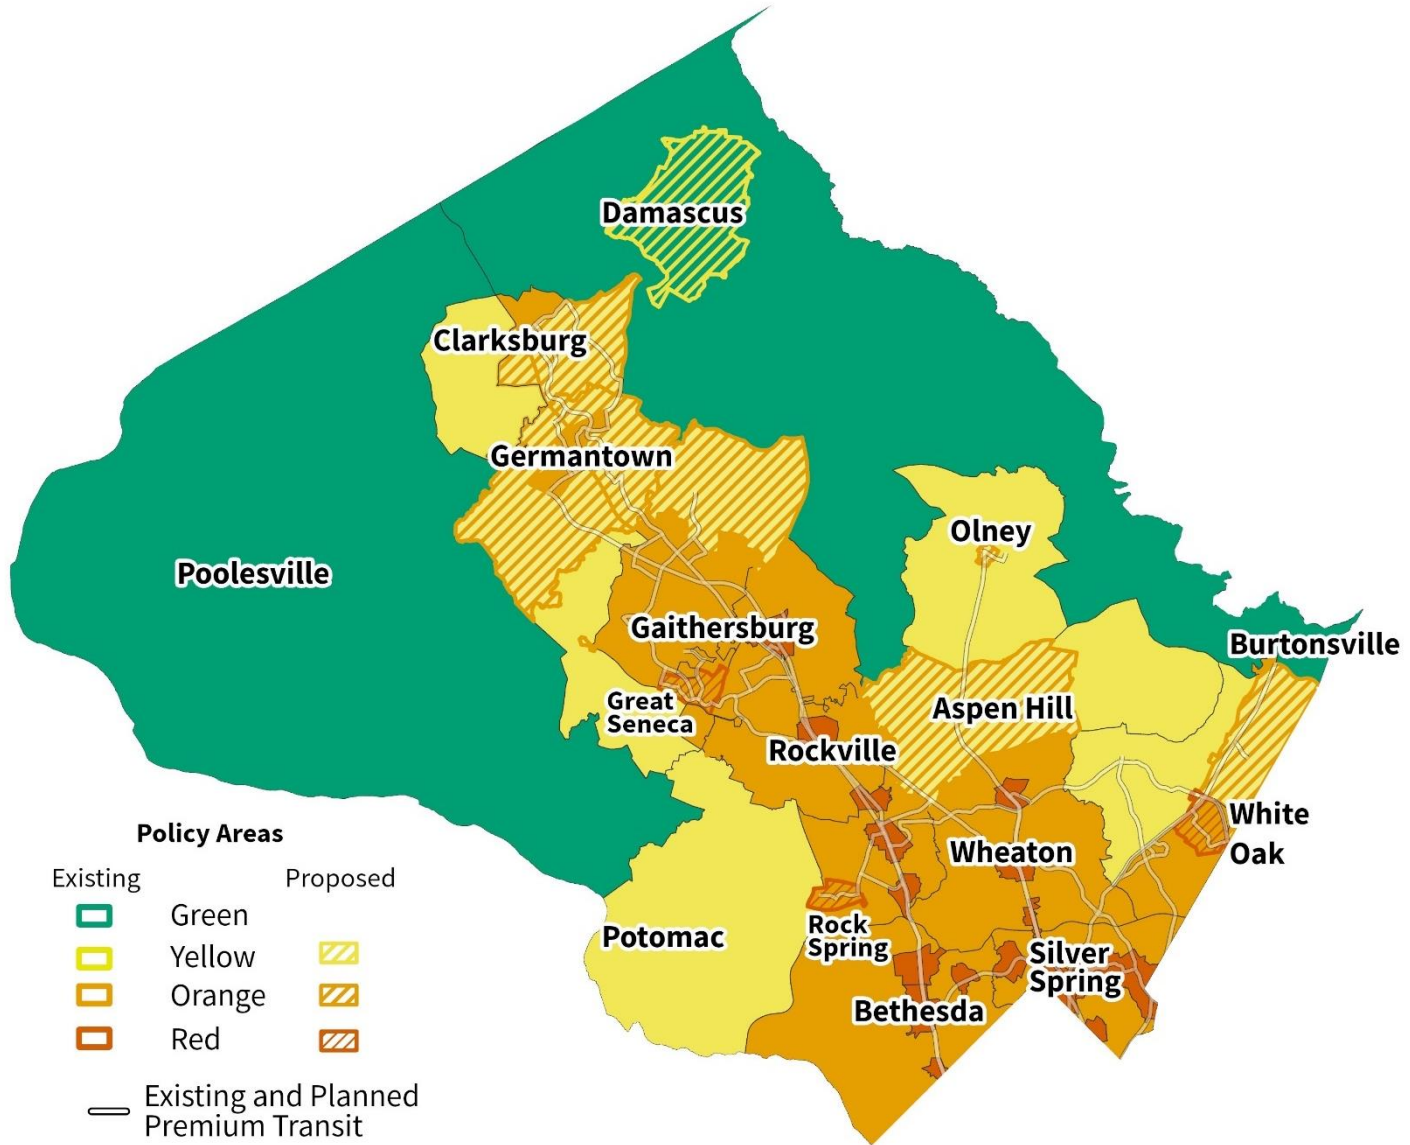 Damascus
Clarksburg
Germantown
Olney
Poolesville
Gaithersburg
Burtonsville
Great
Seneca
Aspen Hill
Rockville
White
Oak
Wheaton
Potomac
Rock
Spring
Silver
Spring
Bethesda
Policy Areas
Existing Proposed
Green
Yellow
Orange
Red
Existing and Planned
Premium Transit